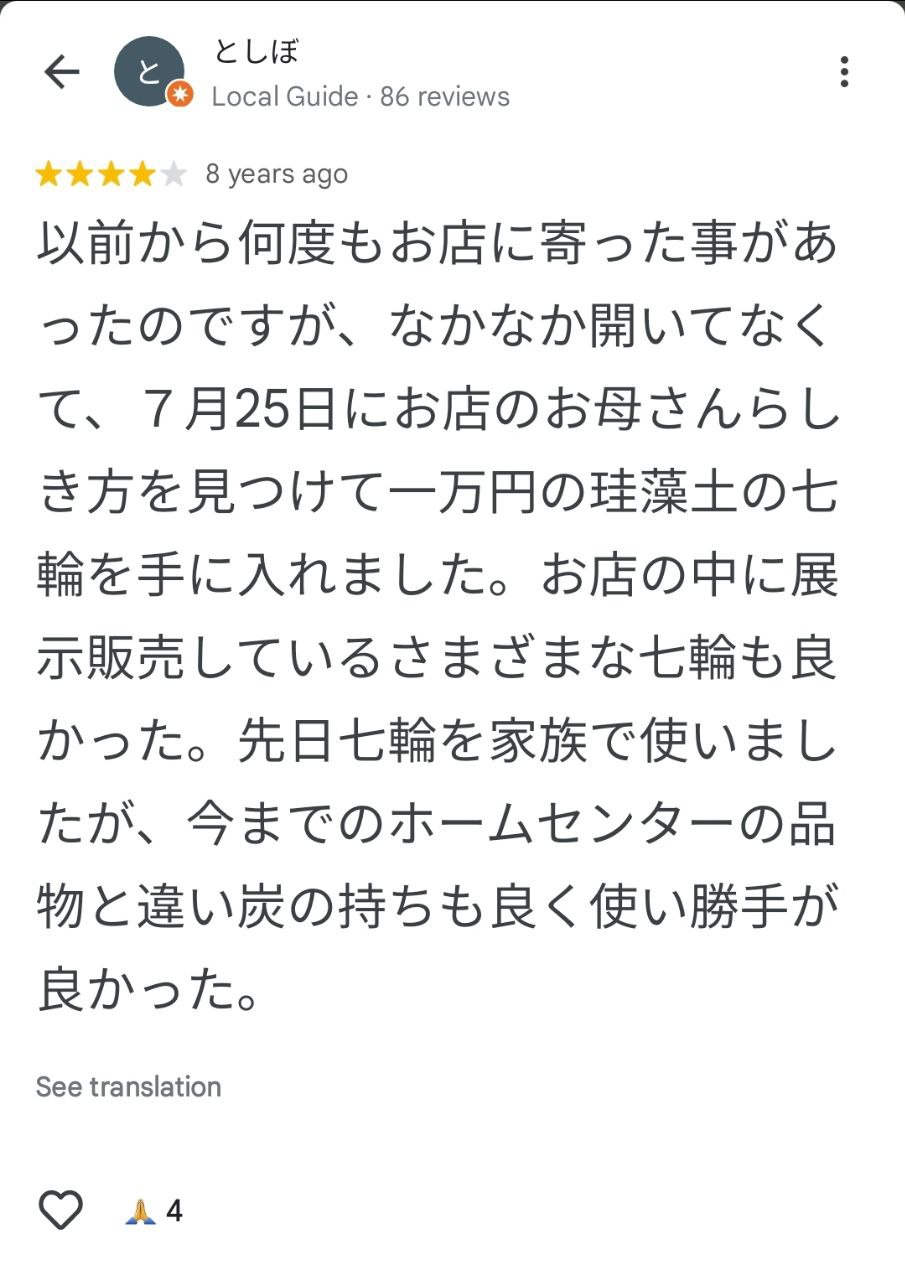 としぼ
と
Local Guide · 86 reviews
8 years ago
以前から何度もお店に寄った事があ
ったのですが、なかなか開いてなく
て、７月25日にお店のお母さんらし
き方を見つけて一万円の珪藻土の七
輪を手に入れました。お店の中に展
示販売しているさまざまな七輪も良
かった。先日七輪を家族で使いまし
たが、今までのホームセンターの品
物と違い炭の持ちも良く使い勝手が
良かった。
See translation
🙏 4